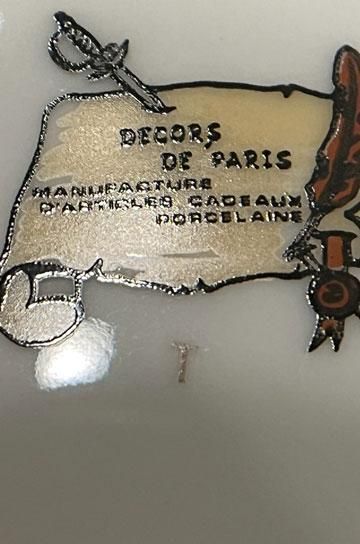 DECORS
DE PARIS
MANUFACTURE
D'ARTICLES CADEAUX
PORCELAINE
T